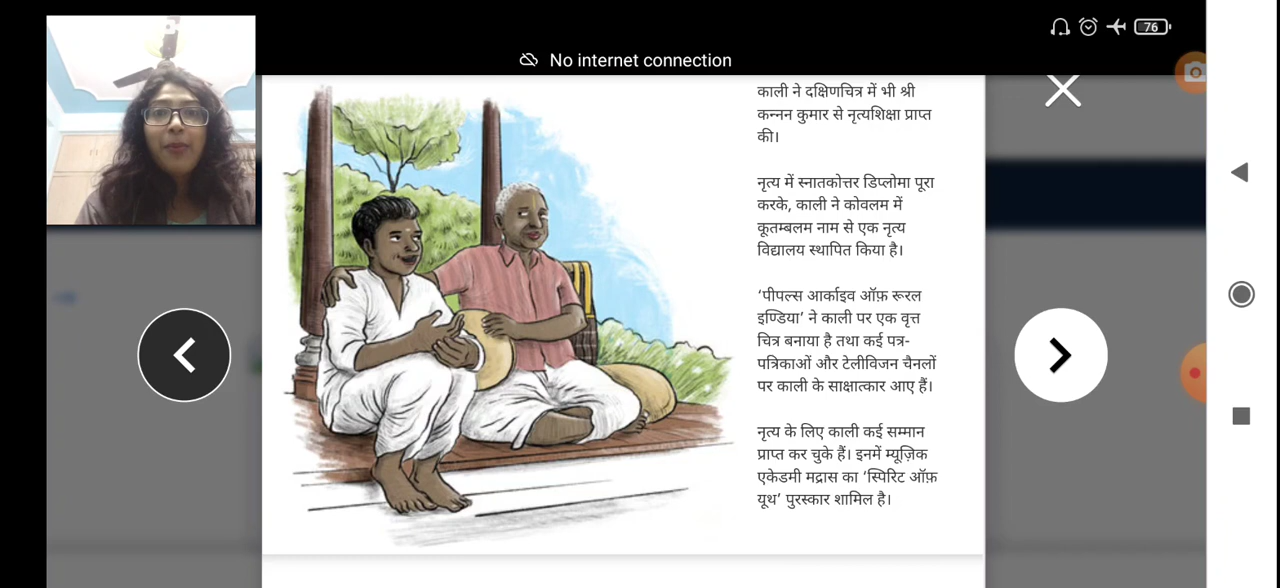 76
No internet connection
काली ने दक्षिणचित्र में भी श्री
कन्नन कुमार से नृत्यशिक्षा प्राप्त
की।
नृत्य में स्नातकोत्तर डिप्लोमा पूरा
करके, काली ने कोवलम में
कूतम्बलम नाम से एक नृत्य
विद्यालय स्थापित किया है।
‘पीपल्स आर्काइव ऑफ़ रूरल
इण्डिया’ ने काली पर एक वृत्त
चित्र बनाया है तथा कई पत्र-
पत्रिकाओं और टेलीविजन चैनलों
पर काली के साक्षात्कार आए हैं।
नृत्य के लिए काली कई सम्मान
प्राप्त कर चुके हैं। इनमें म्यूज़िक
एकेडमी मद्रास का ‘स्पिरिट ऑफ़
यूथ’ पुरस्कार शामिल है।